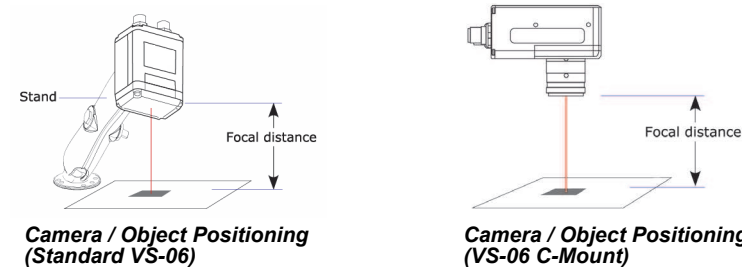 Stand
Focal distance
Camera / Object Positioning
(Standard VS-06)
Focal distance
Camera / Object Positioning
(VS-06 C-Mount)